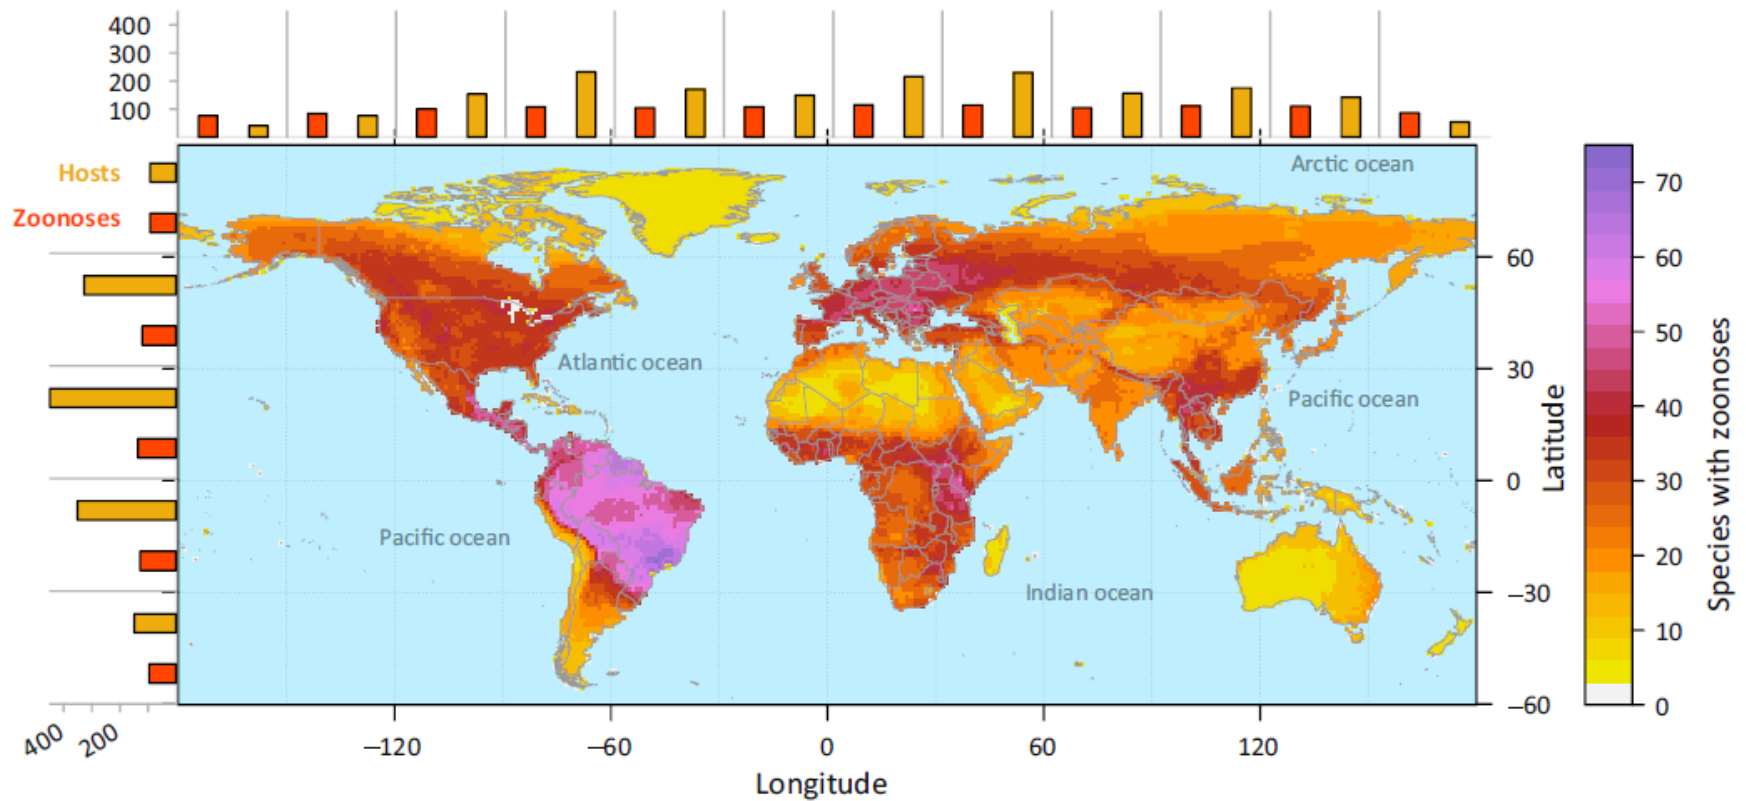 400
300
200
100
Hosts
Zoonoses
Arctic ocean
Atlantic ocean
Pacific ocean
Pacific ocean
Indian ocean
60
30
0
–30
–60
Latitude
70
60
50
40
30
20
10
0
Species with zoonoses
400 200
–120 –60 0 60 120
Longitude